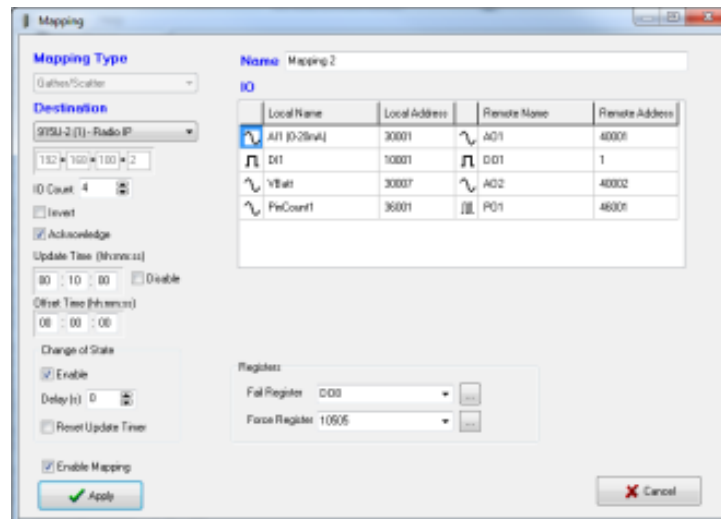 Mapping
Mapping Type
Gather/Scatter
Destination
915U-2 (1) - Radio IP
192 168 100 2
IO Count 4
Invert
Acknowledge
Update Time (hh:mm:ss)
00 : 10 : 00 Disable
Offset Time (hh:mm:ss)
00 : 00 : 00
Change of State
Enable
Delay (s) 0
Reset Update Timer
Enable Mapping
Apply
Name Mapping 2
IO
Local Name Local Address Remote Name Remote Address
AI1 (0-20mA) 30001 AO1 40001
DI1 10001 DO1 1
VBatt 30007 AO2 40002
PinCount1 36001 PO1 46001
Registers
Fail Register DO8
Force Register 10505
...
...
Cancel